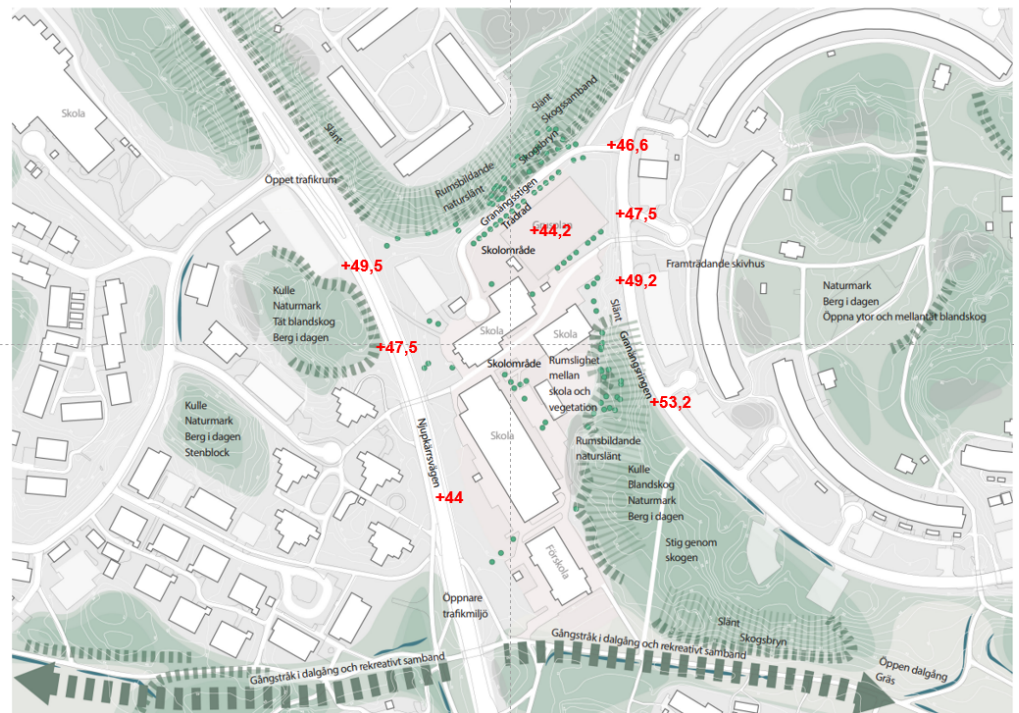 Skola
Slänt
Öppet trafikrum
Slänt
Skogssamband
Skogsbryn
Rumsbildande
naturslänt
Granängsstigen
Trädrad
+46,6
+47,5
+44,2
Skolområde
+49,5
+49,2
Framträdande skivhus
Kulle
Naturmark
Tät blandskog
Berg i dagen
Naturmark
Berg i dagen
Öppna ytor och mellantät blandskog
Skola
Skola
Slänt
Granängsringen
+47,5
Skolområde
Rumslighet
mellan
skola och
vegetation
+53,2
Kulle
Naturmark
Berg i dagen
Stenblock
Njupkärrsvägen
Skola
Rumsbildande
naturslänt
Kulle
Blandskog
Naturmark
Berg i dagen
+44
Stig genom
skogen
Förskola
Öppnare
trafikmiljö
Slänt
Skogsbryn
Gångstråk i dalgång och rekreativt samband
Gångstråk i dalgång och rekreativt samband
Öppen dalgång
Gräs